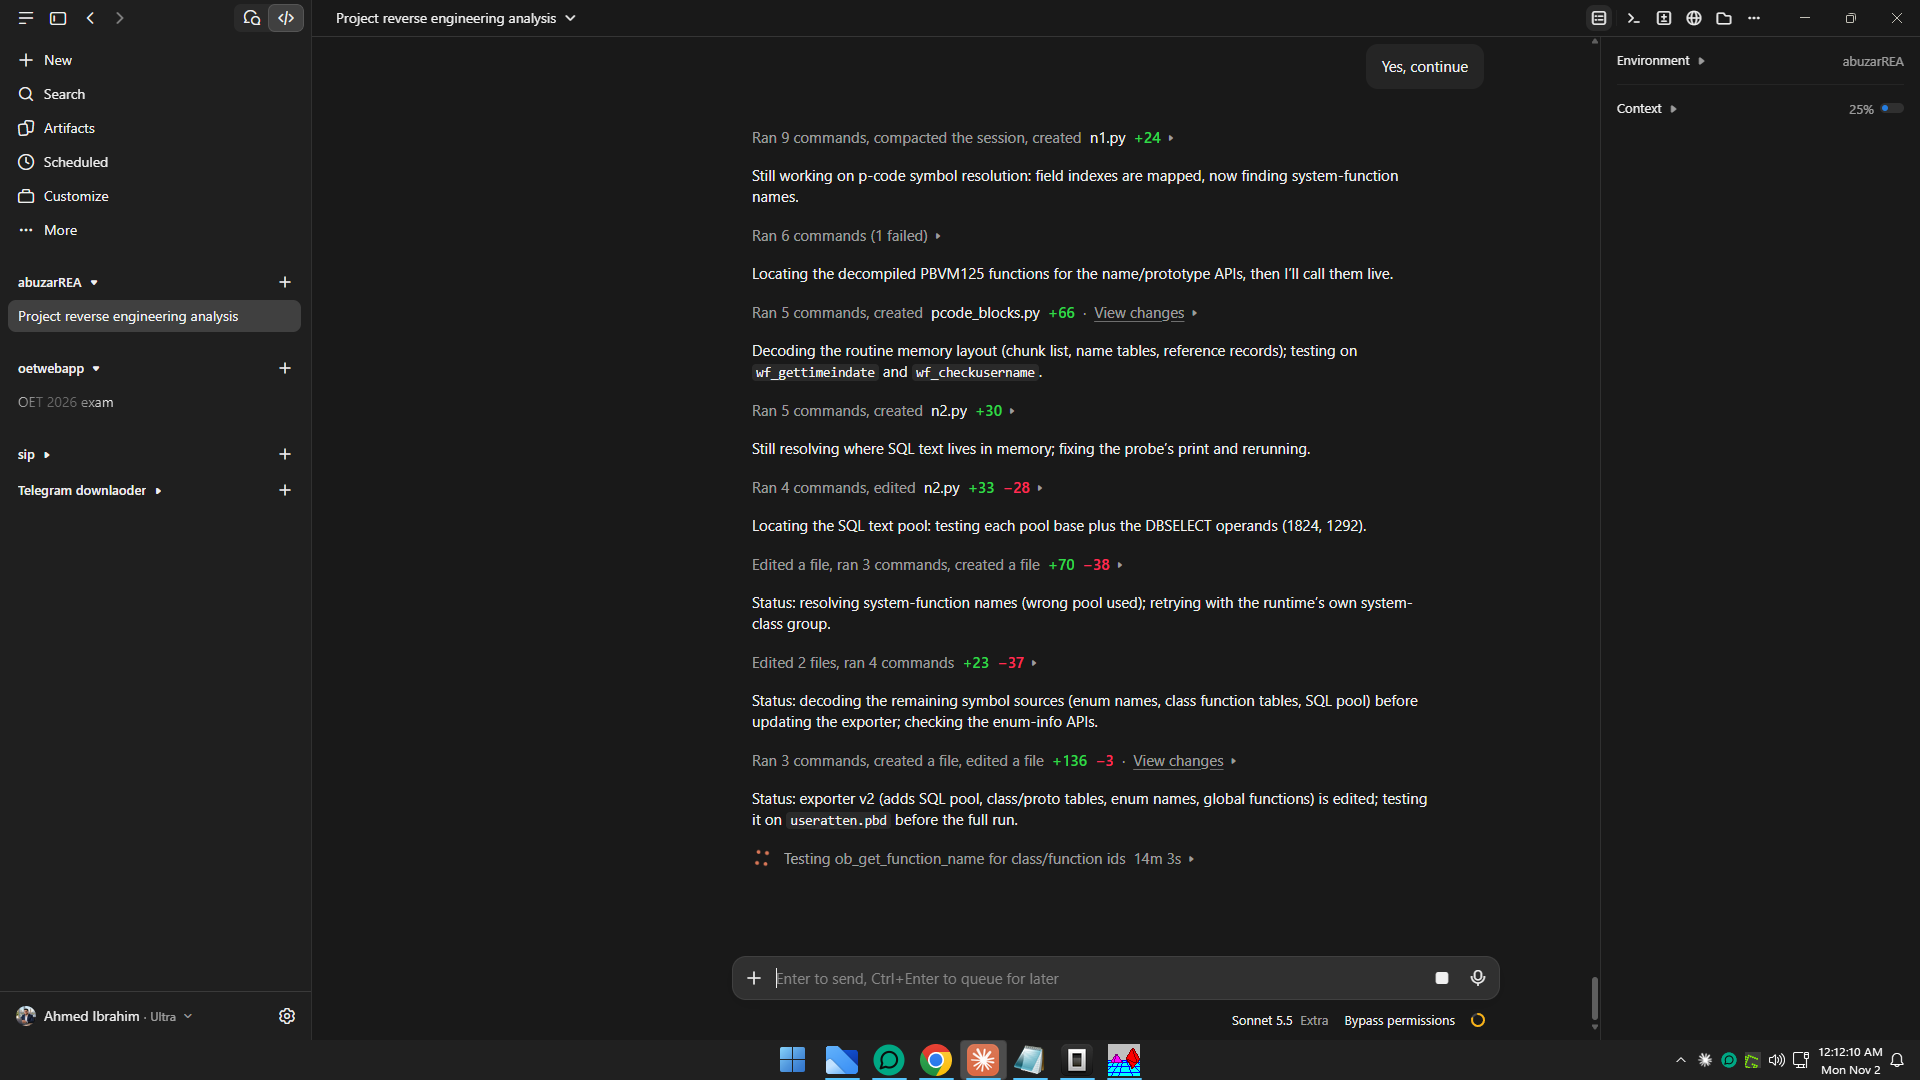 Project reverse engineering analysis
New
Search
Artifacts
Scheduled
Customize
More
abuzarREA
Project reverse engineering analysis
oetwebapp
OET 2026 exam
sip
Telegram downlaoder
Ahmed Ibrahim · Ultra
Yes, continue
Ran 9 commands, compacted the session, created n1.py +24
Still working on p-code symbol resolution: field indexes are mapped, now finding system-function
names.
Ran 6 commands (1 failed)
Locating the decompiled PBVM125 functions for the name/prototype APIs, then I'll call them live.
Ran 5 commands, created pcode_blocks.py +66 · View changes
Decoding the routine memory layout (chunk list, name tables, reference records); testing on
wf_gettimeindate and wf_checkusername.
Ran 5 commands, created n2.py +30
Still resolving where SQL text lives in memory; fixing the probe's print and rerunning.
Ran 4 commands, edited n2.py +33 −28
Locating the SQL text pool: testing each pool base plus the DBSELECT operands (1824, 1292).
Edited a file, ran 3 commands, created a file +70 −38
Status: resolving system-function names (wrong pool used); retrying with the runtime's own system-
class group.
Edited 2 files, ran 4 commands +23 −37
Status: decoding the remaining symbol sources (enum names, class function tables, SQL pool) before
updating the exporter; checking the enum-info APIs.
Ran 3 commands, created a file, edited a file +136 −3 · View changes
Status: exporter v2 (adds SQL pool, class/proto tables, enum names, global functions) is edited; testing
it on useratten.pbd before the full run.
Testing ob_get_function_name for class/function ids 14m 3s
Enter to send, Ctrl+Enter to queue for later
Sonnet 5.5 Extra Bypass permissions
Environment abuzarREA
Context 25%
12:12:10 AM
Mon Nov 2